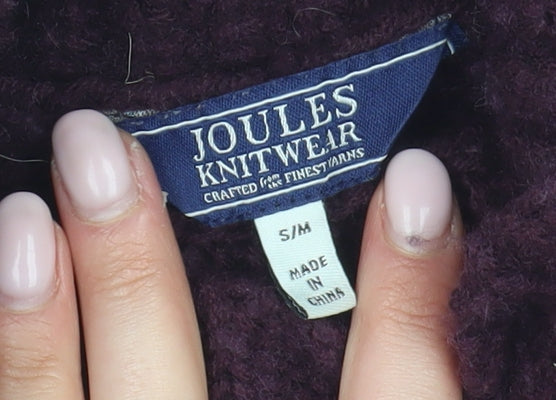 JOULES
KNITWEAR
CRAFTED from the FINEST YARNS
S/M
MADE
IN
CHINA